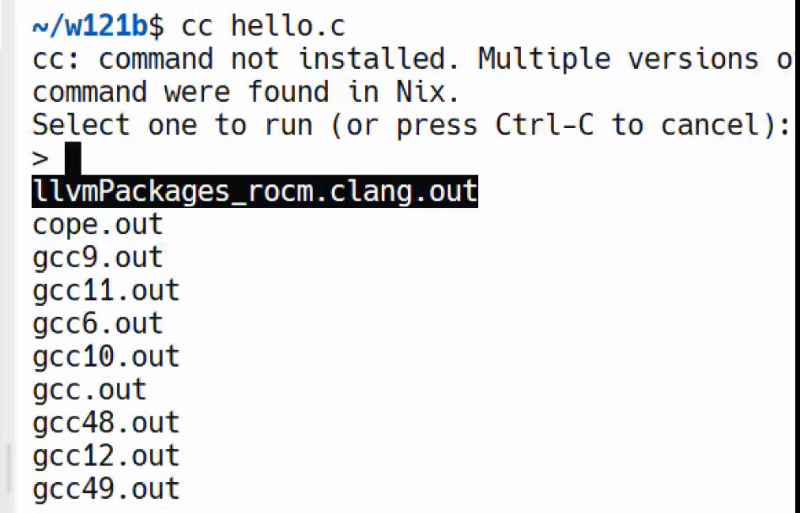 ~/w121b$ cc hello.c
cc: command not installed. Multiple versions o
command were found in Nix.
Select one to run (or press Ctrl-C to cancel):
>
llvmPackages_rocm.clang.out
cope.out
gcc9.out
gcc11.out
gcc6.out
gcc10.out
gcc.out
gcc48.out
gcc12.out
gcc49.out